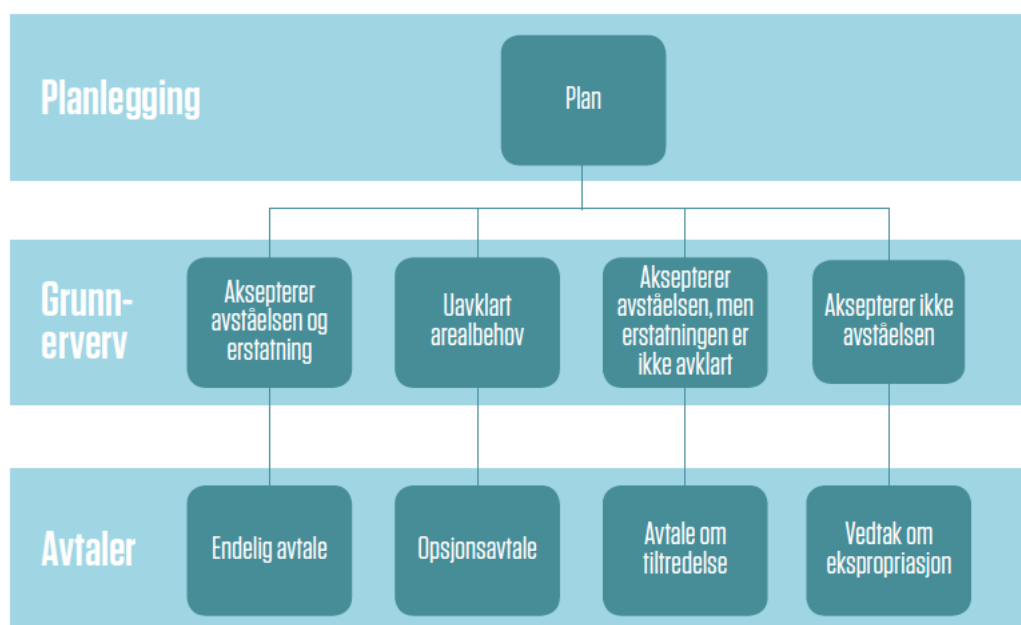 Planlegging
Plan
Grunn-
erverv
Aksepterer
avståelsen og
erstatning
Uavklart
arealbehov
Aksepterer
avståelsen, men
erstatningen er
ikke avklart
Aksepterer ikke
avståelsen
Avtaler
Endelig avtale
Opsjonsavtale
Avtale om
tiltredelse
Vedtak om
ekspropriasjon